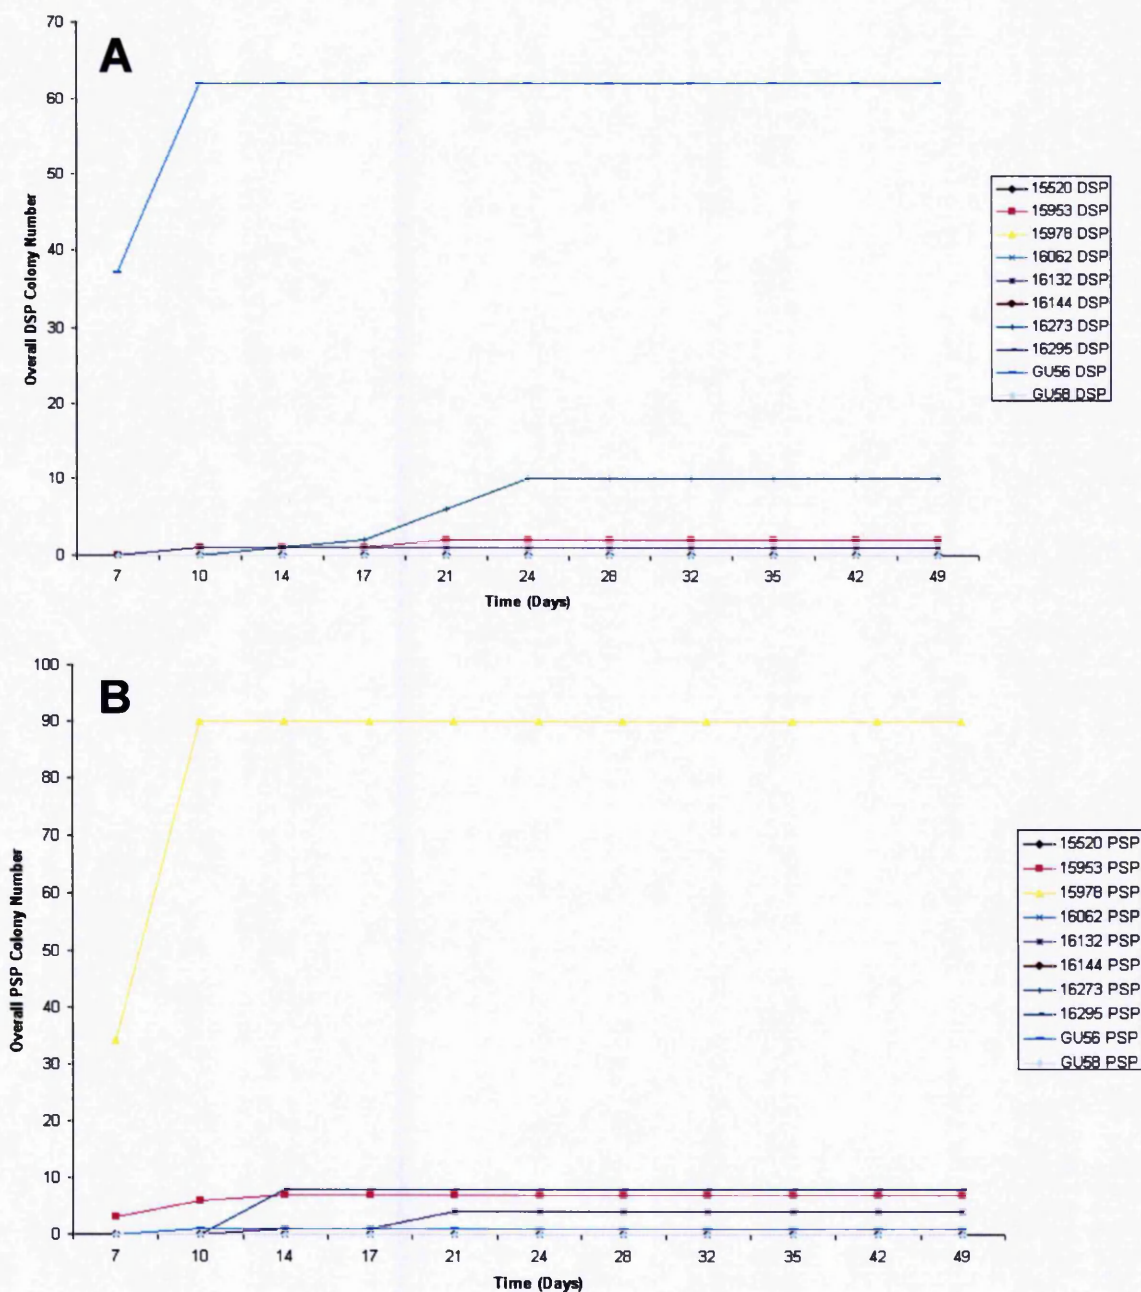 A
Overall DSP Colony Number
70
60
50
40
30
20
10
0
7 10 14 17 21 24 28 32 35 42 49
Time (Days)
15520 DSP
15953 DSP
15978 DSP
16062 DSP
16132 DSP
16144 DSP
16273 DSP
16295 DSP
GU56 DSP
GU58 DSP
B
Overall PSP Colony Number
100
90
80
70
60
50
40
30
20
10
0
7 10 14 17 21 24 28 32 35 42 49
Time (Days)
15520 PSP
15953 PSP
15978 PSP
16062 PSP
16132 PSP
16144 PSP
16273 PSP
16295 PSP
GU56 PSP
GU58 PSP